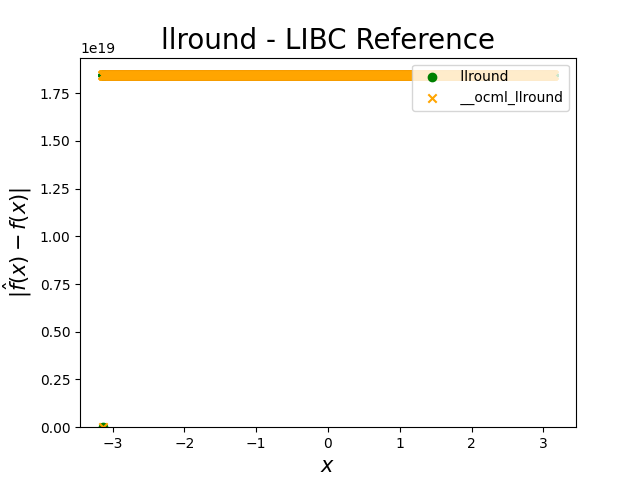 llround - LIBC Reference
1e19
1.75
1.50
1.25
1.00
0.75
0.50
0.25
0.00
|f̂(x) − f(x)|
llround
__ocml_llround
−3
−2
−1
0
1
2
3
x